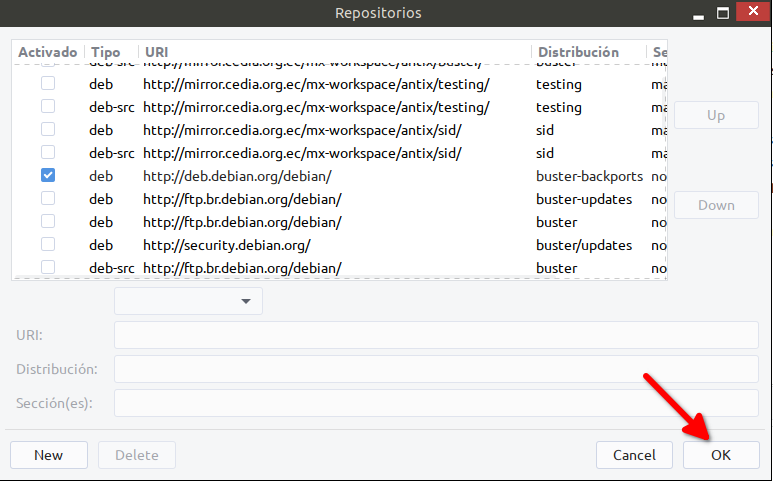 Repositorios
Activado Tipo URI Distribución Se
deb-src http://mirror.cedia.org.ec/mx-workspace/antix/buster/ buster ma
deb http://mirror.cedia.org.ec/mx-workspace/antix/testing/ testing ma
deb-src http://mirror.cedia.org.ec/mx-workspace/antix/testing/ testing ma
deb http://mirror.cedia.org.ec/mx-workspace/antix/sid/ sid ma
deb-src http://mirror.cedia.org.ec/mx-workspace/antix/sid/ sid ma
deb http://deb.debian.org/debian/ buster-backports no
deb http://ftp.br.debian.org/debian/ buster-updates no
deb http://ftp.br.debian.org/debian/ buster no
deb http://security.debian.org/ buster/updates no
deb-src http://ftp.br.debian.org/debian/ buster no
Up
Down
URI:
Distribución:
Sección(es):
New Delete Cancel OK